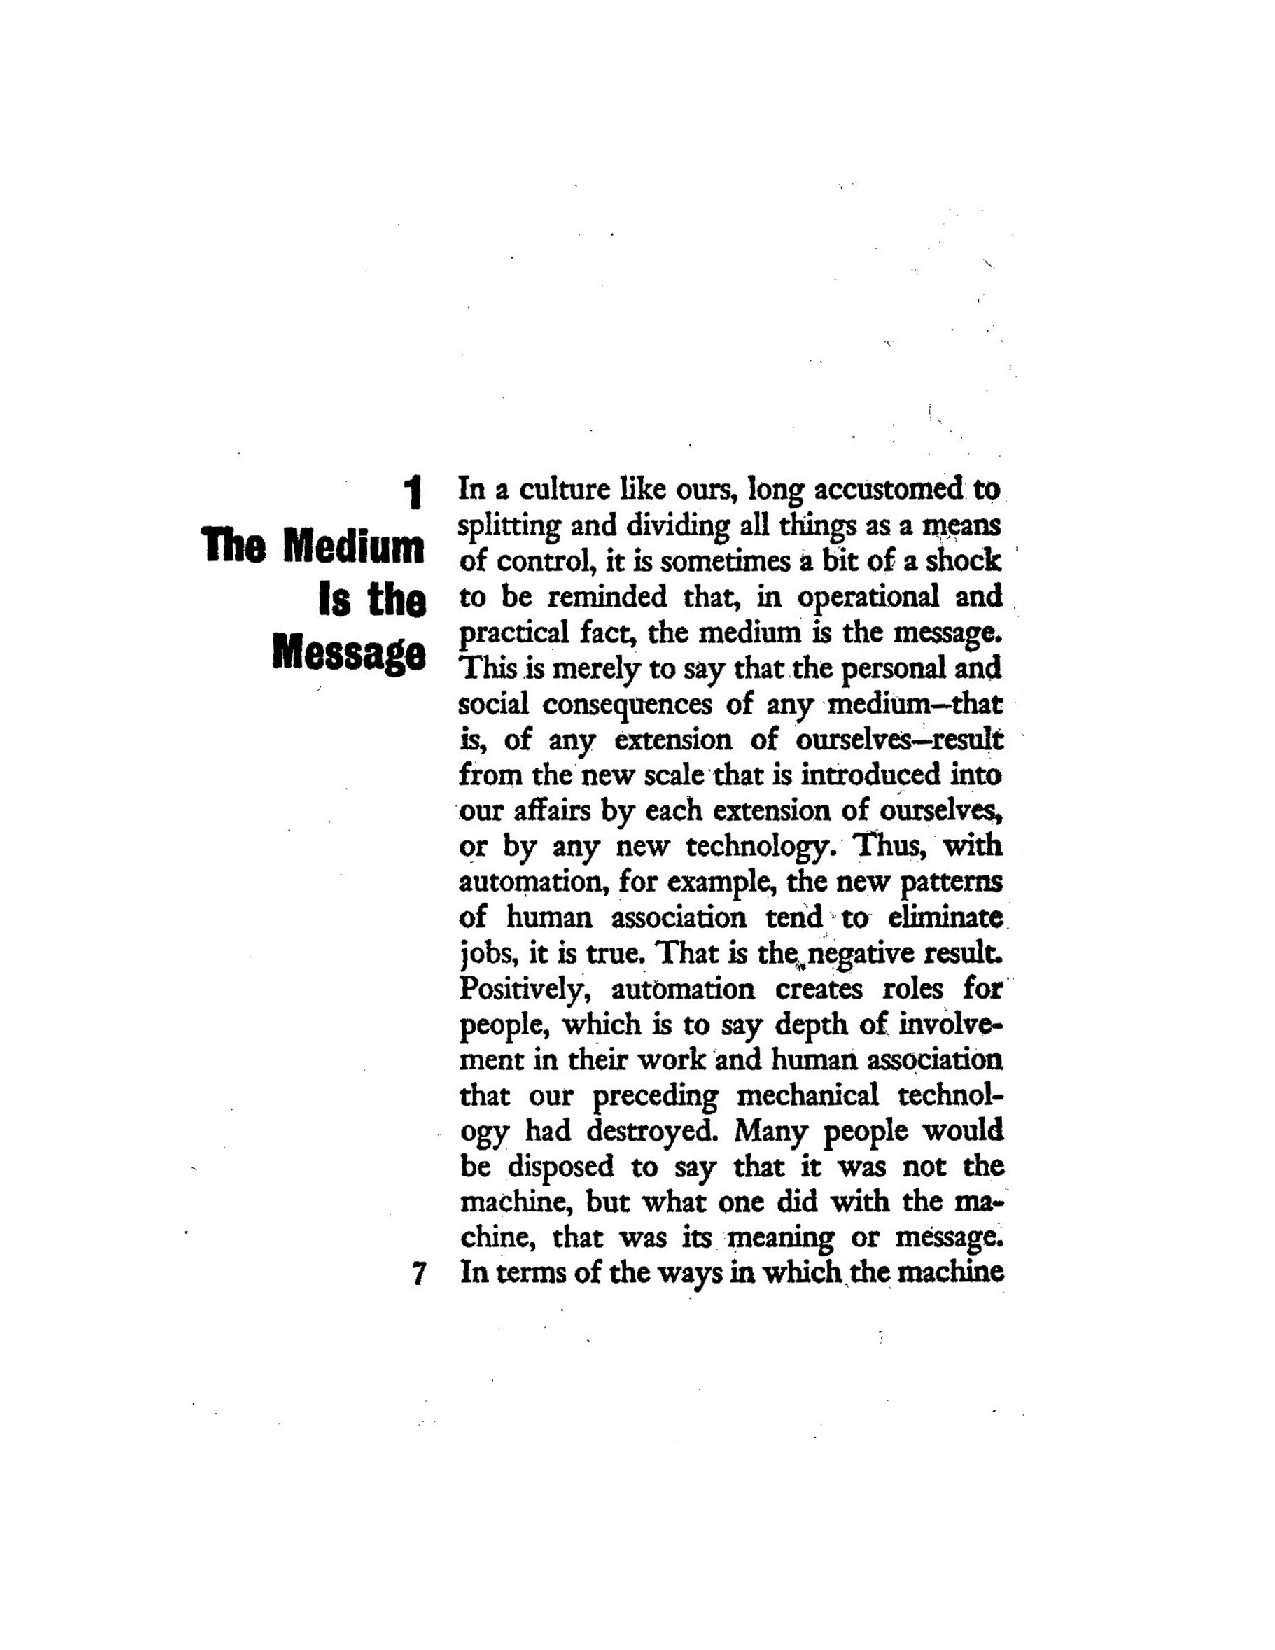 1
The Medium
Is the
Message
In a culture like ours, long accustomed to
splitting and dividing all things as a means
of control, it is sometimes a bit of a shock
to be reminded that, in operational and
practical fact, the medium is the message.
This is merely to say that the personal and
social consequences of any medium—that
is, of any extension of ourselves—result
from the new scale that is introduced into
our affairs by each extension of ourselves,
or by any new technology. Thus, with
automation, for example, the new patterns
of human association tend to eliminate
jobs, it is true. That is the negative result.
Positively, automation creates roles for
people, which is to say depth of involve-
ment in their work and human association
that our preceding mechanical technol-
ogy had destroyed. Many people would
be disposed to say that it was not the
machine, but what one did with the ma-
chine, that was its meaning or message.
In terms of the ways in which the machine
7